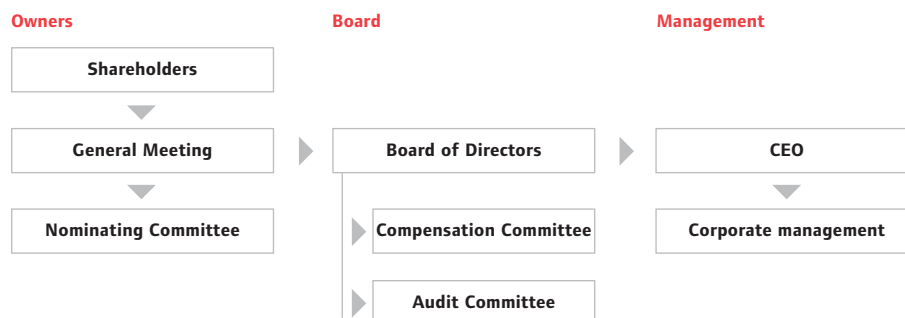 Owners
Board
Management
Shareholders
General Meeting
Board of Directors
CEO
Nominating Committee
Compensation Committee
Corporate management
Audit Committee